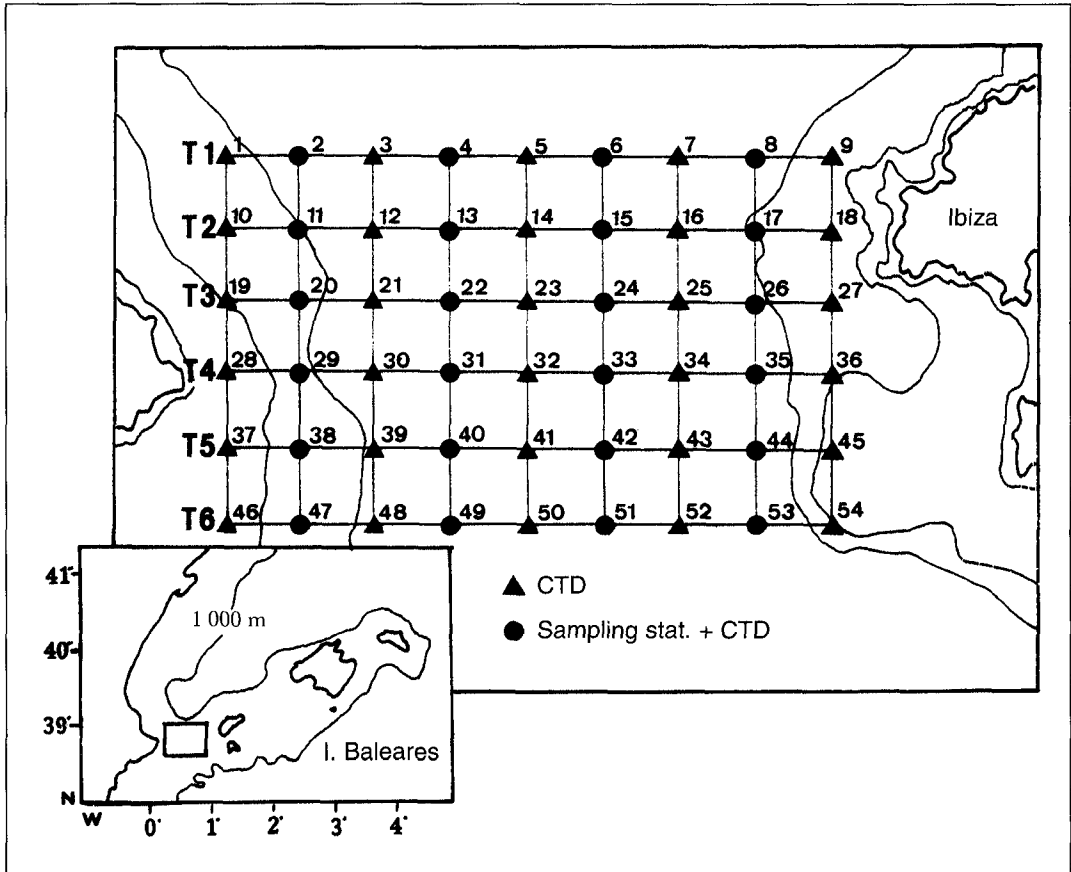 T1 1 2 3 4 5 6 7 8 9
T2 10 11 12 13 14 15 16 17 18
Ibiza
T3 19 20 21 22 23 24 25 26 27
T4 28 29 30 31 32 33 34 35 36
T5 37 38 39 40 41 42 43 44 45
T6 46 47 48 49 50 51 52 53 54
CTD
Sampling stat. + CTD
41°
1 000 m
40°
39°
I. Baleares
N
W
0° 1° 2° 3° 4°